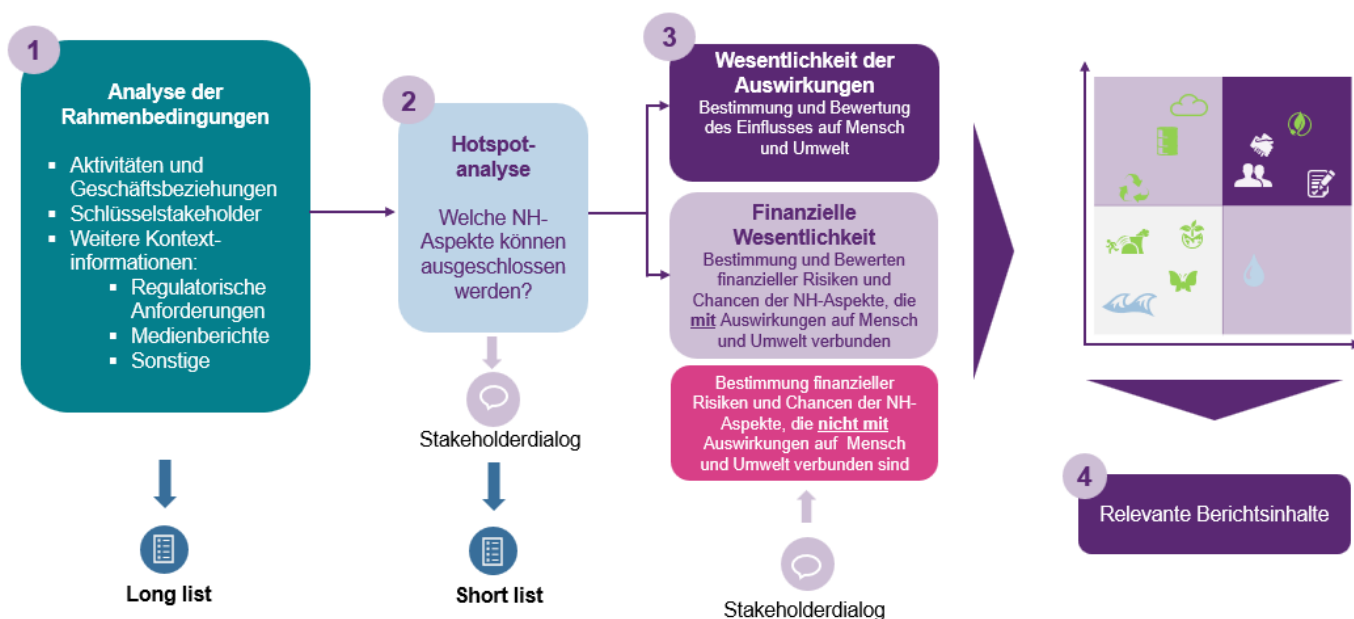 1
Analyse der
Rahmenbedingungen
▪ Aktivitäten und
Geschäftsbeziehungen
▪ Schlüsselstakeholder
▪ Weitere Kontext-
informationen:
▪ Regulatorische
Anforderungen
▪ Medienberichte
▪ Sonstige
Long list
2
Hotspot-
analyse
Welche NH-
Aspekte können
ausgeschlossen
werden?
Stakeholderdialog
Short list
3
Wesentlichkeit der
Auswirkungen
Bestimmung und Bewertung
des Einflusses auf Mensch
und Umwelt
Finanzielle
Wesentlichkeit
Bestimmung und Bewerten
finanzieller Risiken und
Chancen der NH-Aspekte, die
mit Auswirkungen auf Mensch
und Umwelt verbunden
Bestimmung finanzieller
Risiken und Chancen der NH-
Aspekte, die nicht mit
Auswirkungen auf Mensch
und Umwelt verbunden sind
Stakeholderdialog
4
Relevante Berichtsinhalte